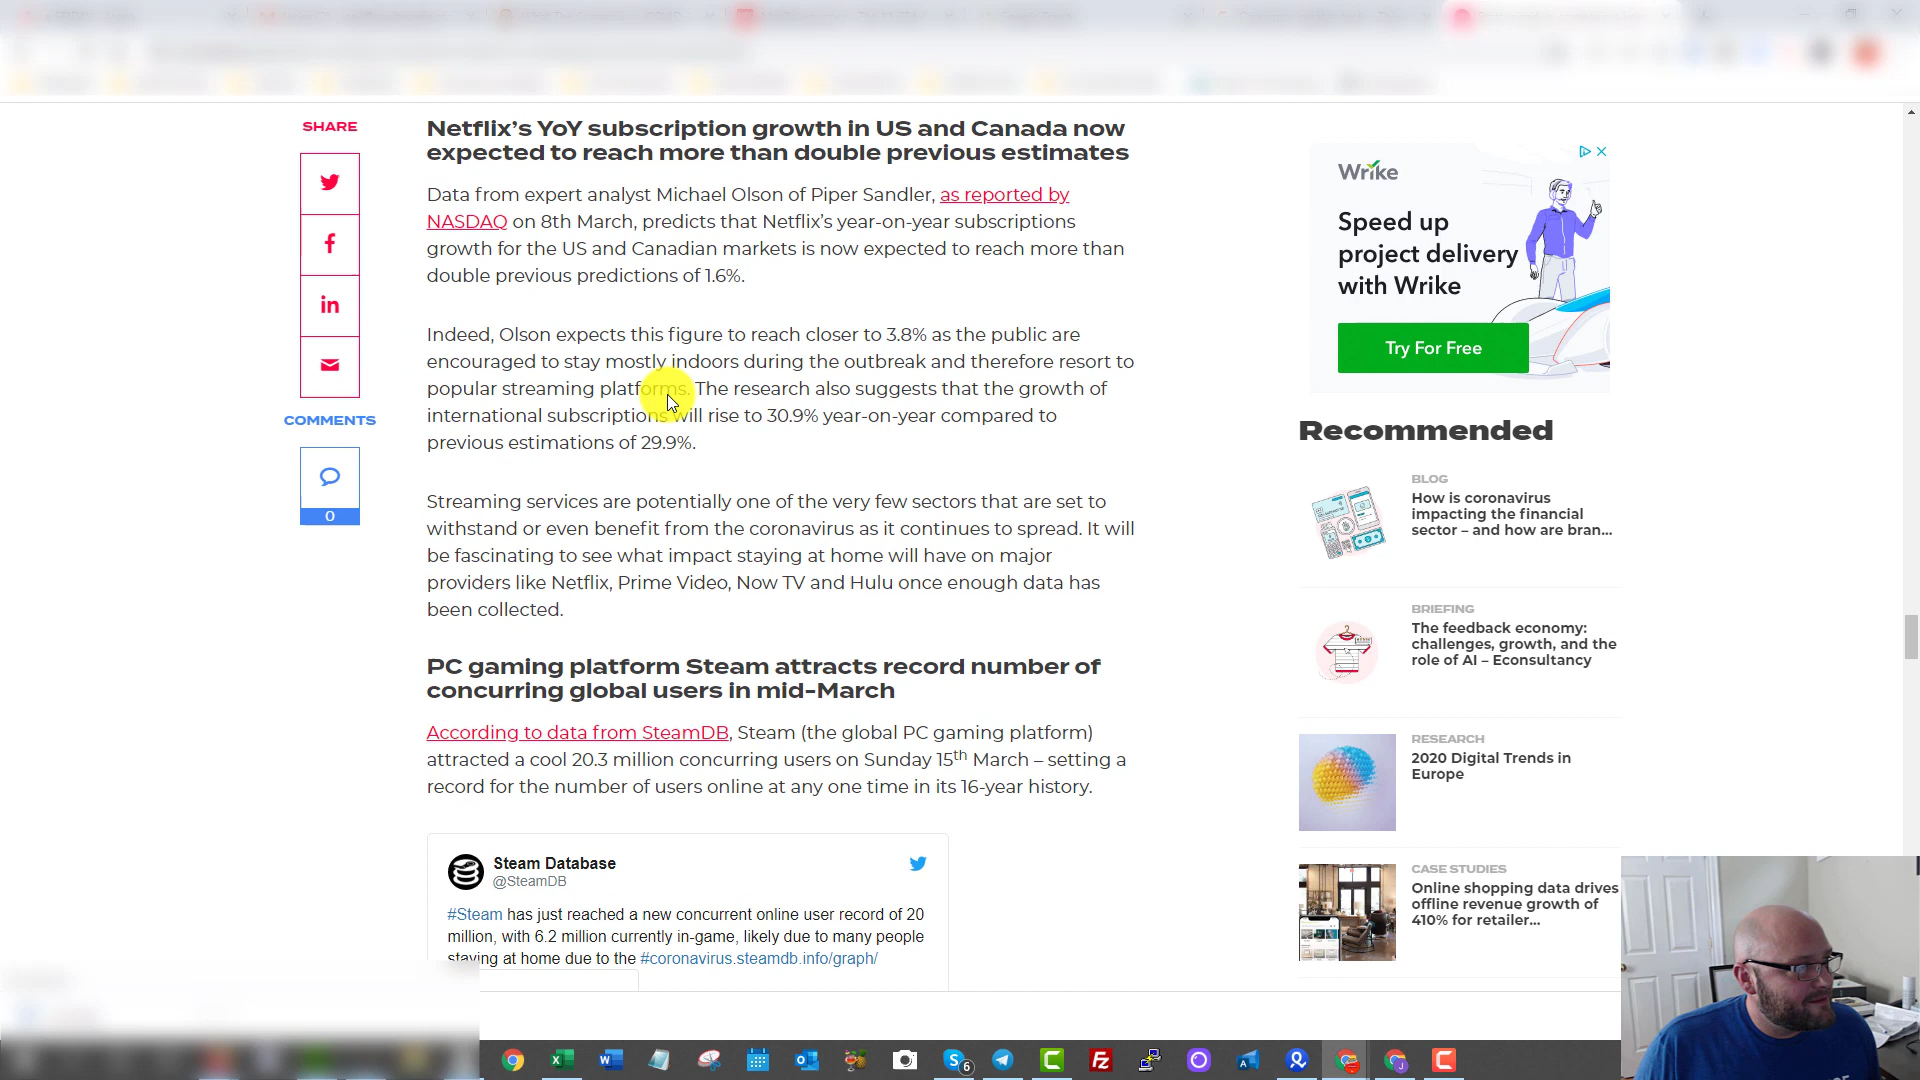 SHARE
COMMENTS
0
Netflix's YoY subscription growth in US and Canada now
expected to reach more than double previous estimates
Data from expert analyst Michael Olson of Piper Sandler, as reported by
NASDAQ on 8th March, predicts that Netflix's year-on-year subscriptions
growth for the US and Canadian markets is now expected to reach more than
double previous predictions of 1.6%.
Indeed, Olson expects this figure to reach closer to 3.8% as the public are
encouraged to stay mostly indoors during the outbreak and therefore resort to
popular streaming platforms. The research also suggests that the growth of
international subscriptions will rise to 30.9% year-on-year compared to
previous estimations of 29.9%.
Streaming services are potentially one of the very few sectors that are set to
withstand or even benefit from the coronavirus as it continues to spread. It will
be fascinating to see what impact staying at home will have on major
providers like Netflix, Prime Video, Now TV and Hulu once enough data has
been collected.
PC gaming platform Steam attracts record number of
concurring global users in mid-March
According to data from SteamDB, Steam (the global PC gaming platform)
attracted a cool 20.3 million concurring users on Sunday 15th March – setting a
record for the number of users online at any one time in its 16-year history.
Steam Database
@SteamDB
#Steam has just reached a new concurrent online user record of 20
million, with 6.2 million currently in-game, likely due to many people
staying at home due to the #coronavirus.steamdb.info/graph/
Wrike
Speed up
project delivery
with Wrike
Try For Free
Recommended
BLOG
How is coronavirus
impacting the financial
sector – and how are bran...
BRIEFING
The feedback economy:
challenges, growth, and the
role of AI – Econsultancy
RESEARCH
2020 Digital Trends in
Europe
CASE STUDIES
Online shopping data drives
offline revenue growth of
410% for retailer...
6